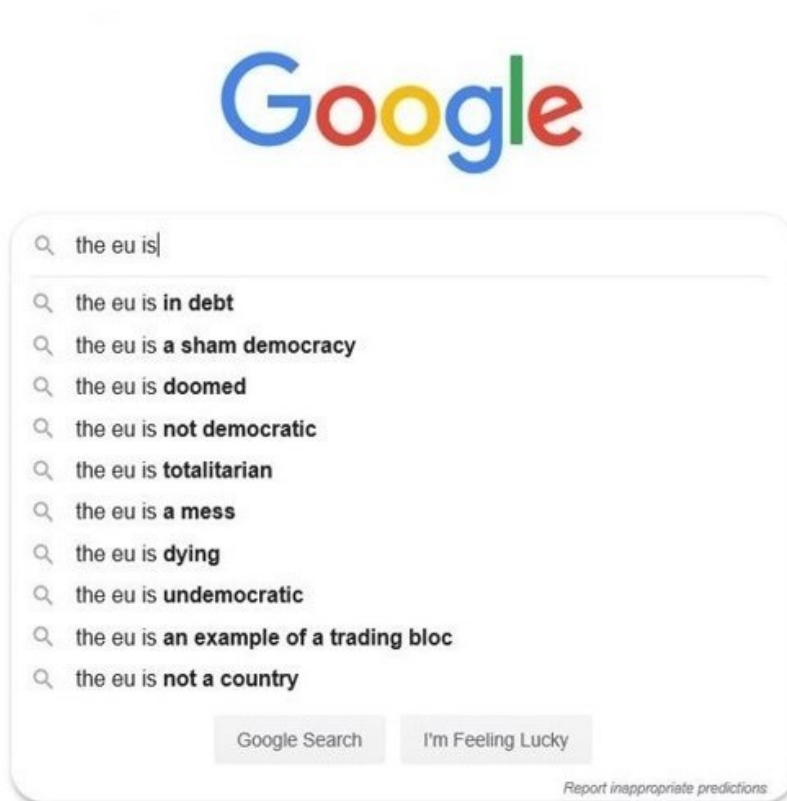 Google
the eu is
the eu is in debt
the eu is a sham democracy
the eu is doomed
the eu is not democratic
the eu is totalitarian
the eu is a mess
the eu is dying
the eu is undemocratic
the eu is an example of a trading bloc
the eu is not a country
Google Search I'm Feeling Lucky
Report inappropriate predictions